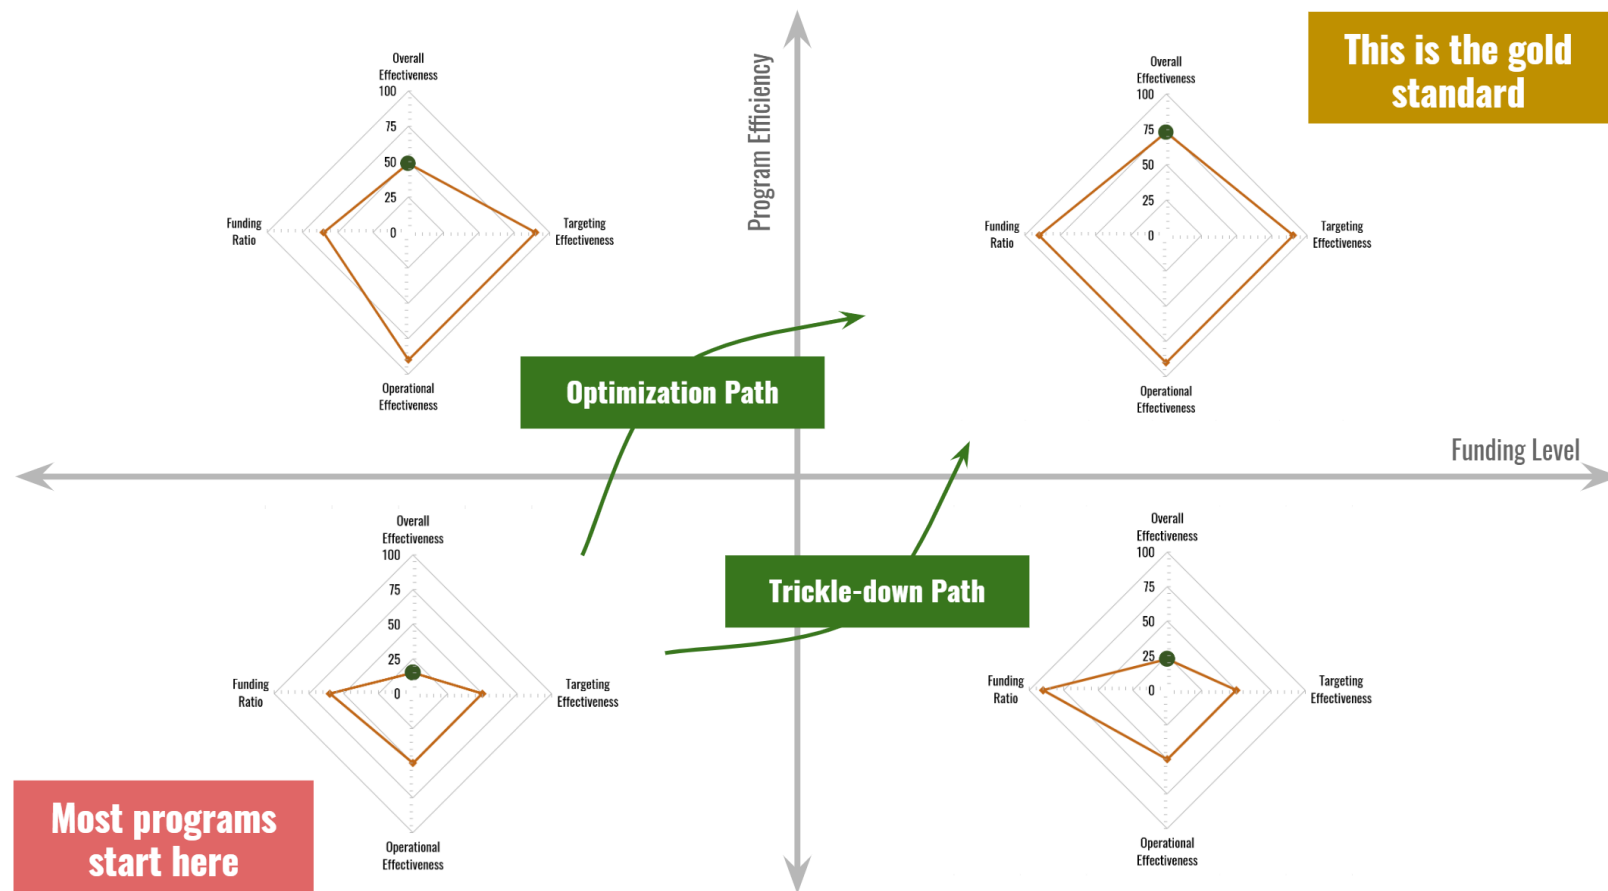 Overall
Effectiveness
100
75
50
25
0
Funding
Ratio
Targeting
Effectiveness
Operational
Effectiveness
Program Efficiency
Overall
Effectiveness
100
75
50
25
0
Funding
Ratio
Targeting
Effectiveness
Operational
Effectiveness
This is the gold
standard
Optimization Path
Funding Level
Trickle-down Path
Overall
Effectiveness
100
75
50
25
0
Funding
Ratio
Targeting
Effectiveness
Operational
Effectiveness
Most programs
start here
Overall
Effectiveness
100
75
50
25
0
Funding
Ratio
Targeting
Effectiveness
Operational
Effectiveness